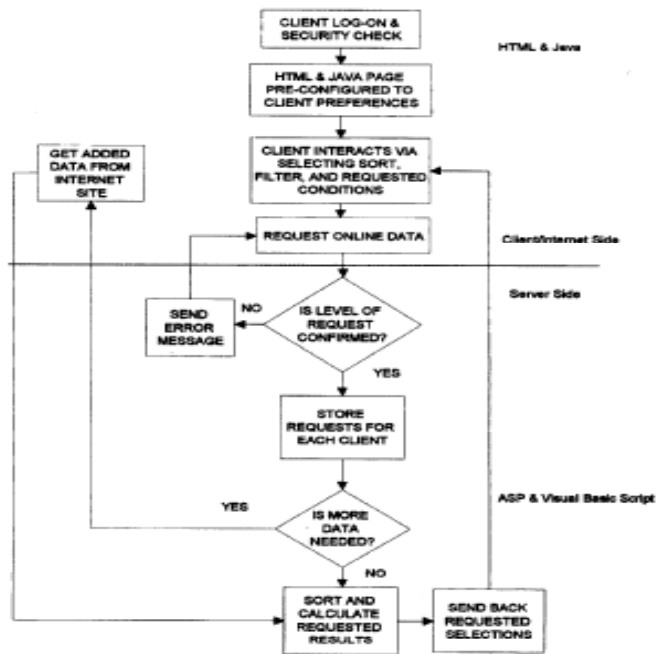 CLIENT LOG-ON &
SECURITY CHECK
HTML & Java
HTML & JAVA PAGE
PRE-CONFIGURED TO
CLIENT PREFERENCES
GET ADDED
DATA FROM
INTERNET
SITE
CLIENT INTERACTS VIA
SELECTING SORT,
FILTER, AND REQUESTED
CONDITIONS
REQUEST ONLINE DATA
Client/Internet Side
Server Side
SEND
ERROR
MESSAGE
NO
IS LEVEL OF
REQUEST
CONFIRMED?
YES
STORE
REQUESTS FOR
EACH CLIENT
ASP & Visual Basic Script
YES
IS MORE
DATA
NEEDED?
NO
SORT AND
CALCULATE
REQUESTED
RESULTS
SEND BACK
REQUESTED
SELECTIONS